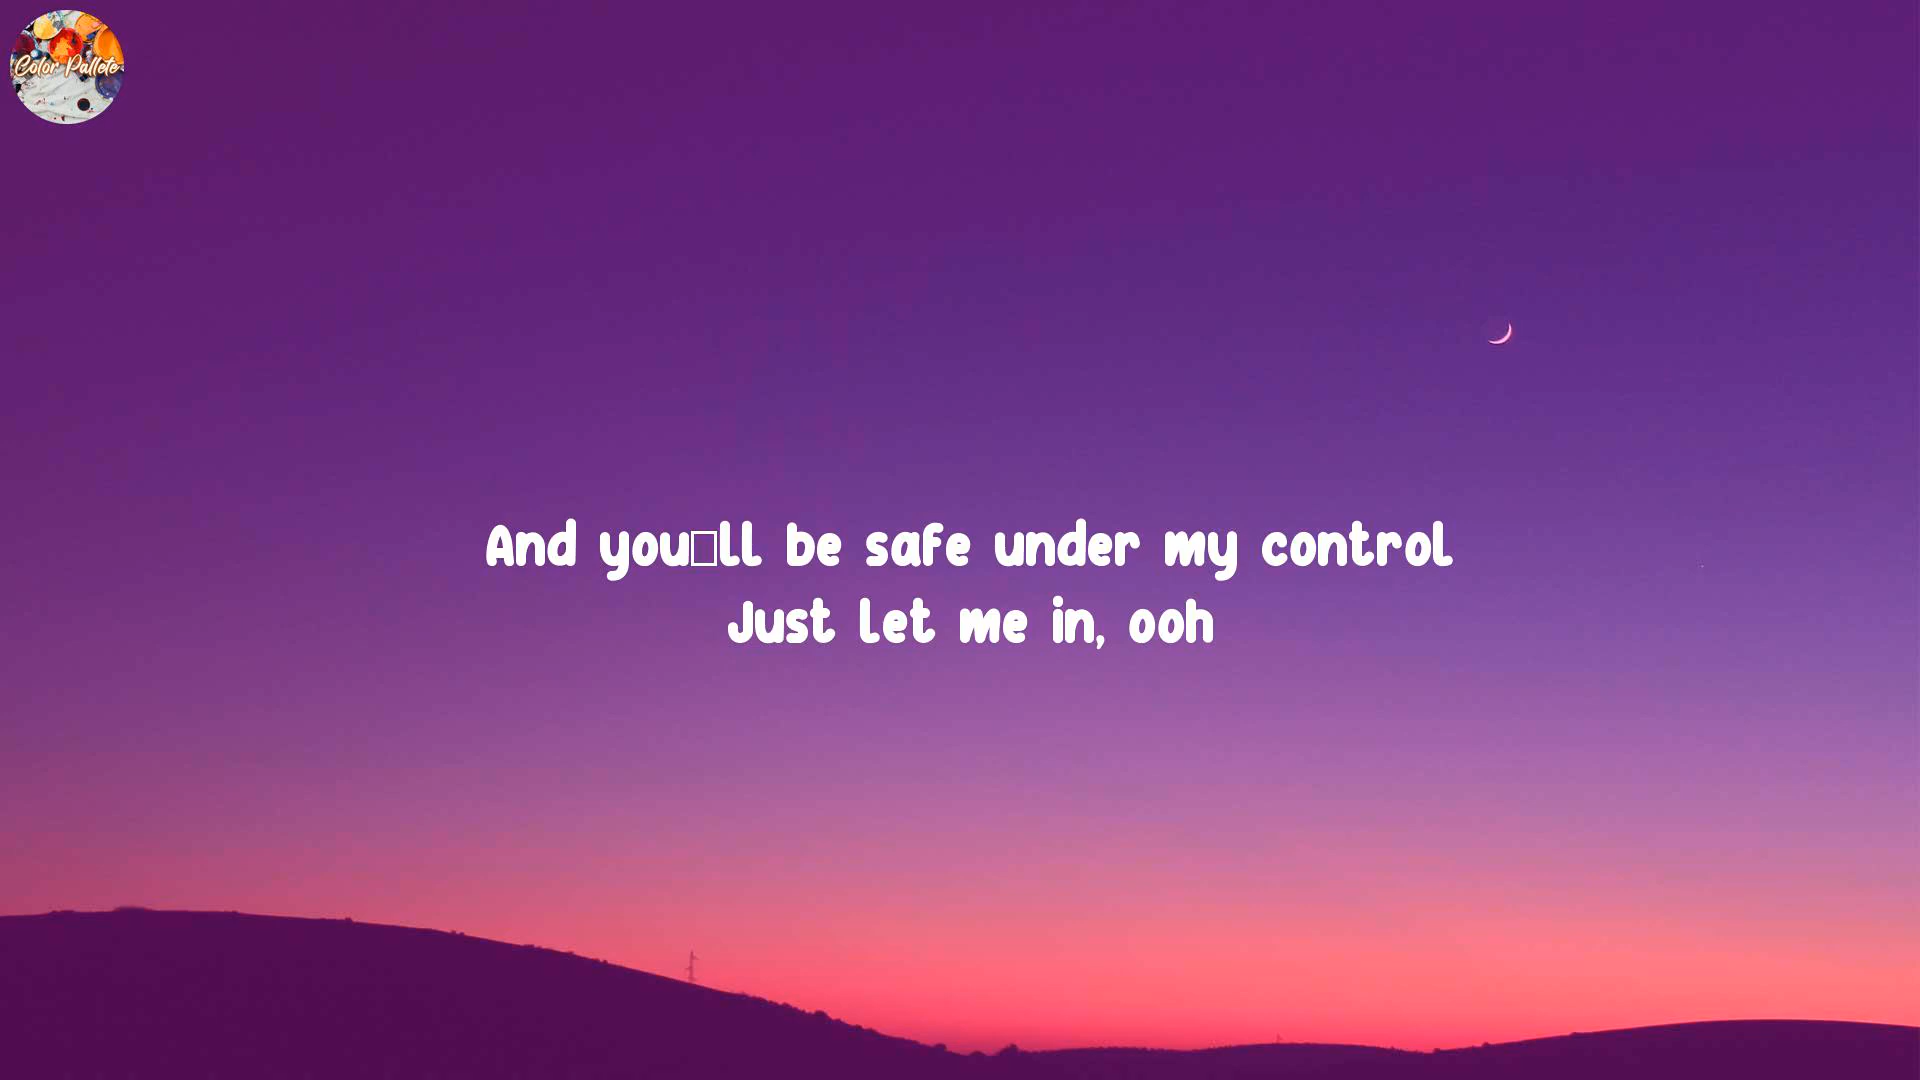 Color Pallete
And you□ll be safe under my control
Just let me in, ooh